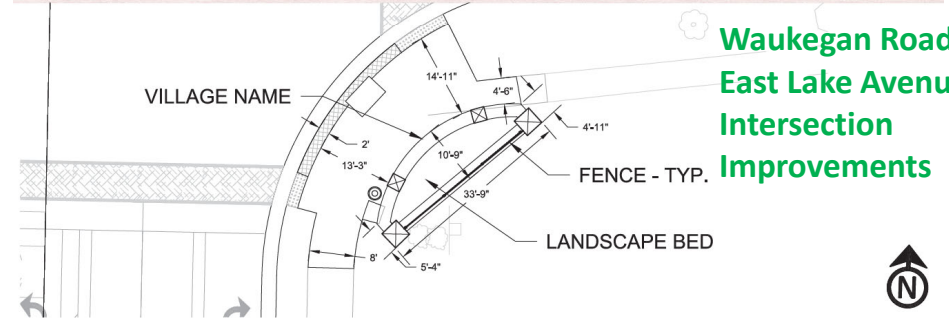 Waukegan Road
East Lake Avenu
Intersection
Improvements
VILLAGE NAME
14'-11"
4'-6"
4'-11"
2'
13'-3"
10'-9"
33'-9"
FENCE - TYP.
LANDSCAPE BED
8'
5'-4"
N